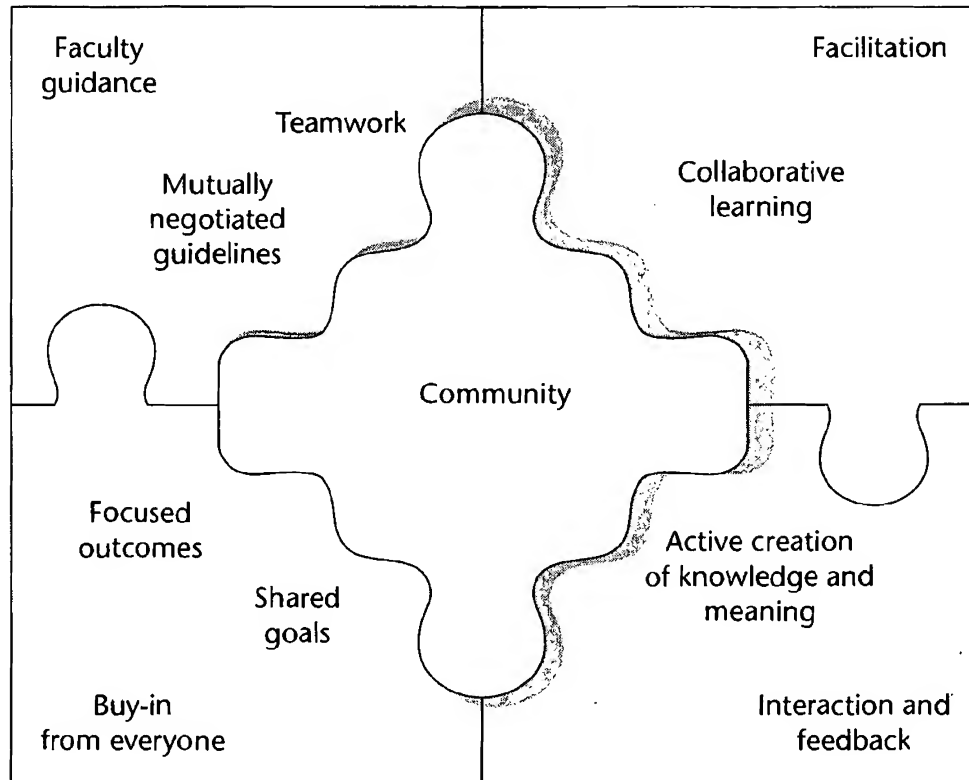 Faculty
guidance
Facilitation
Teamwork
Mutually
negotiated
guidelines
Collaborative
learning
Community
Focused
outcomes
Active creation
of knowledge and
meaning
Shared
goals
Buy-in
from everyone
Interaction and
feedback